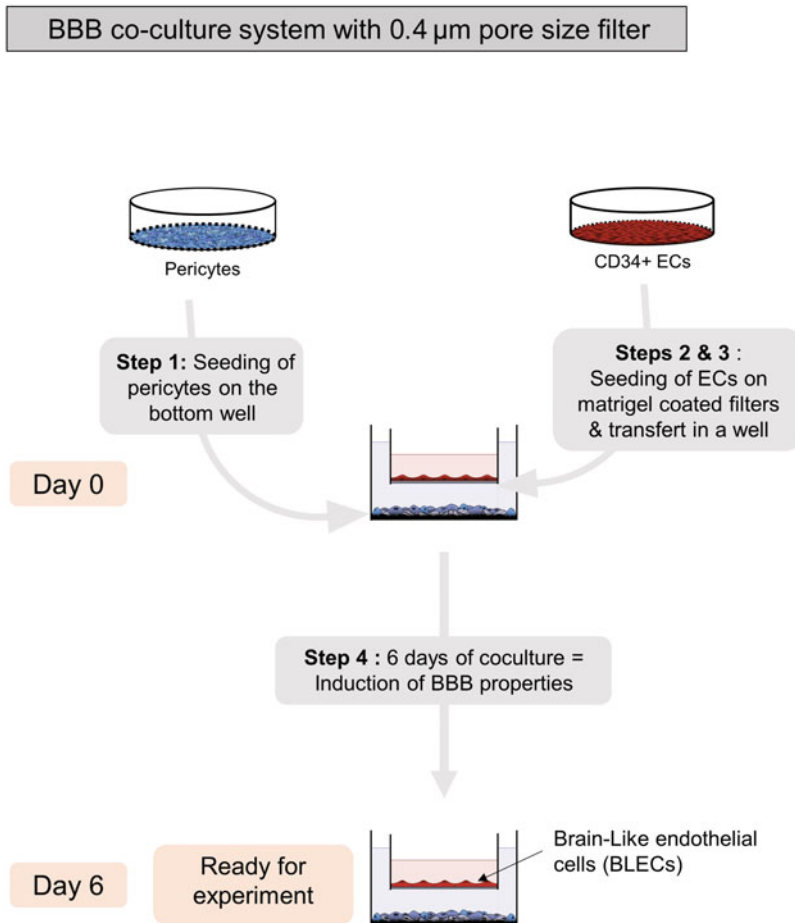 BBB co-culture system with 0.4 µm pore size filter
Pericytes
CD34+ ECs
Step 1: Seeding of
pericytes on the
bottom well
Steps 2 & 3 :
Seeding of ECs on
matrigel coated filters
& transfert in a well
Day 0
Step 4 : 6 days of coculture =
Induction of BBB properties
Day 6
Ready for
experiment
Brain-Like endothelial
cells (BLECs)